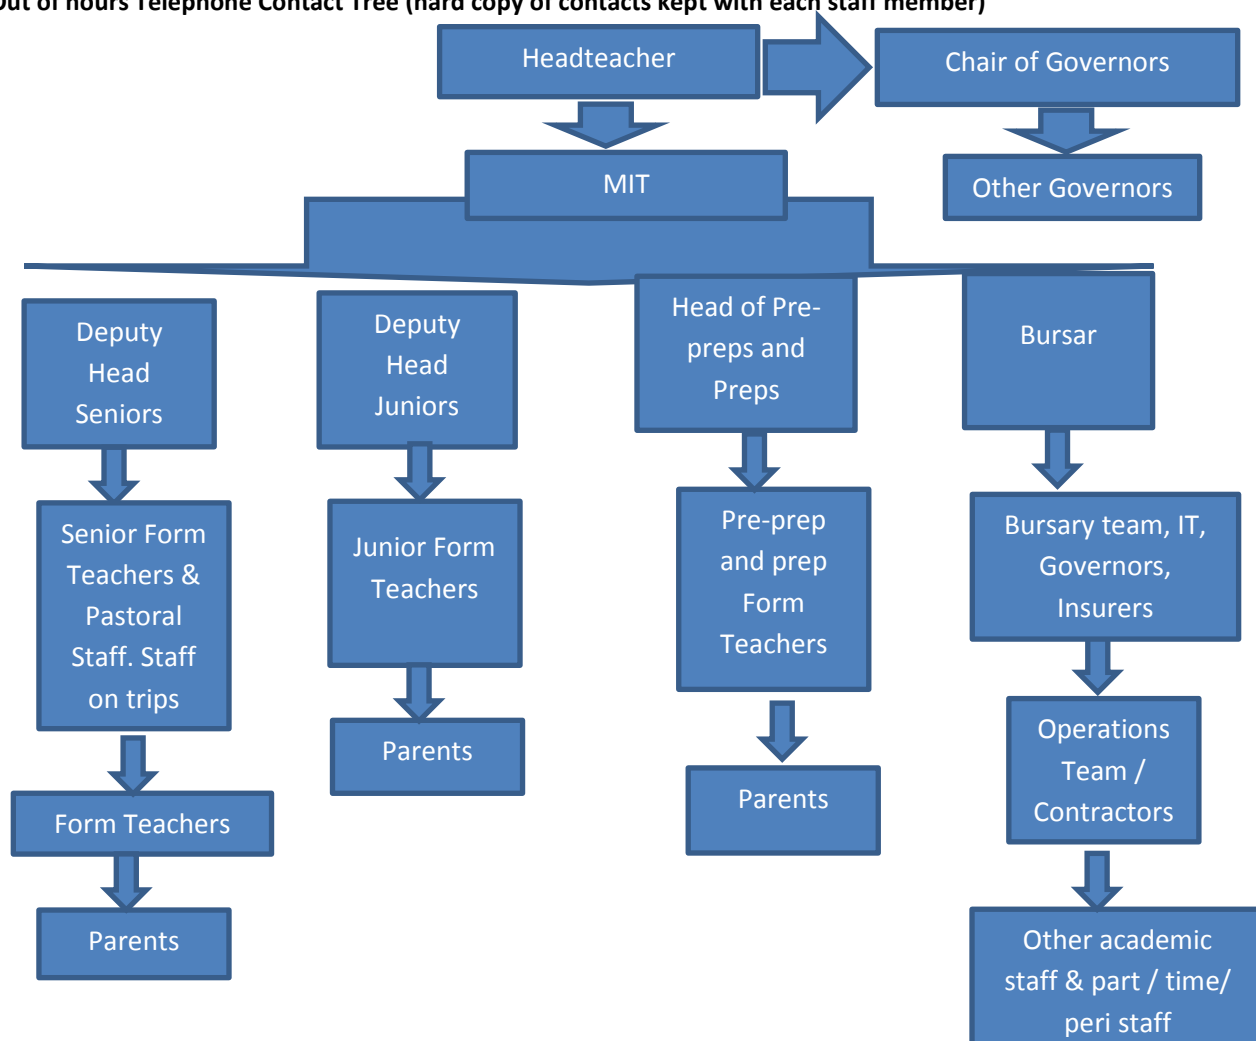 Out of hours Telephone Contact Tree (hard copy of contacts kept with each staff member)
Headteacher
Chair of Governors
MIT
Other Governors
Deputy
Head
Seniors
Deputy
Head
Juniors
Head of Pre-
preps and
Preps
Bursar
Senior Form
Teachers &
Pastoral
Staff. Staff
on trips
Junior Form
Teachers
Pre-prep
and prep
Form
Teachers
Bursary team, IT,
Governors,
Insurers
Form Teachers
Parents
Parents
Operations
Team /
Contractors
Parents
Other academic
staff & part / time/
peri staff